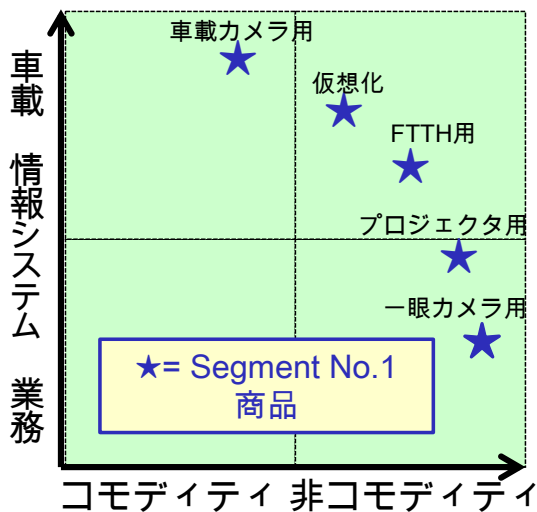 車載カメラ用
仮想化
FTTH用
プロジェクタ用
一眼カメラ用
車載 情報システム 業務
★= Segment No.1
商品
コモディティ 非コモディティ